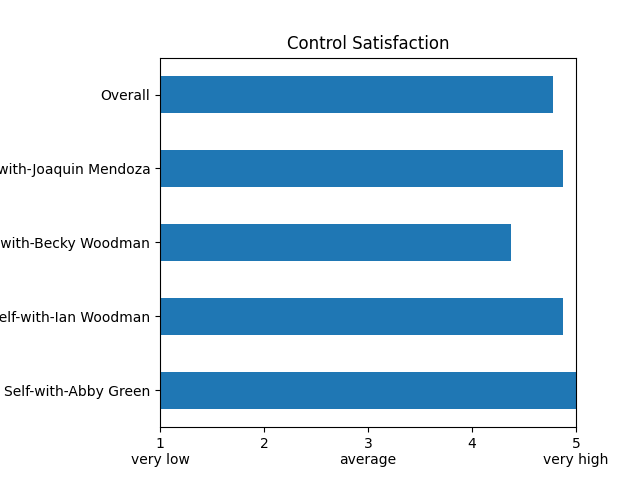 Control Satisfaction
Overall
with-Joaquin Mendoza
with-Becky Woodman
elf-with-Ian Woodman
Self-with-Abby Green
1 2 3 4 5
very low average very high